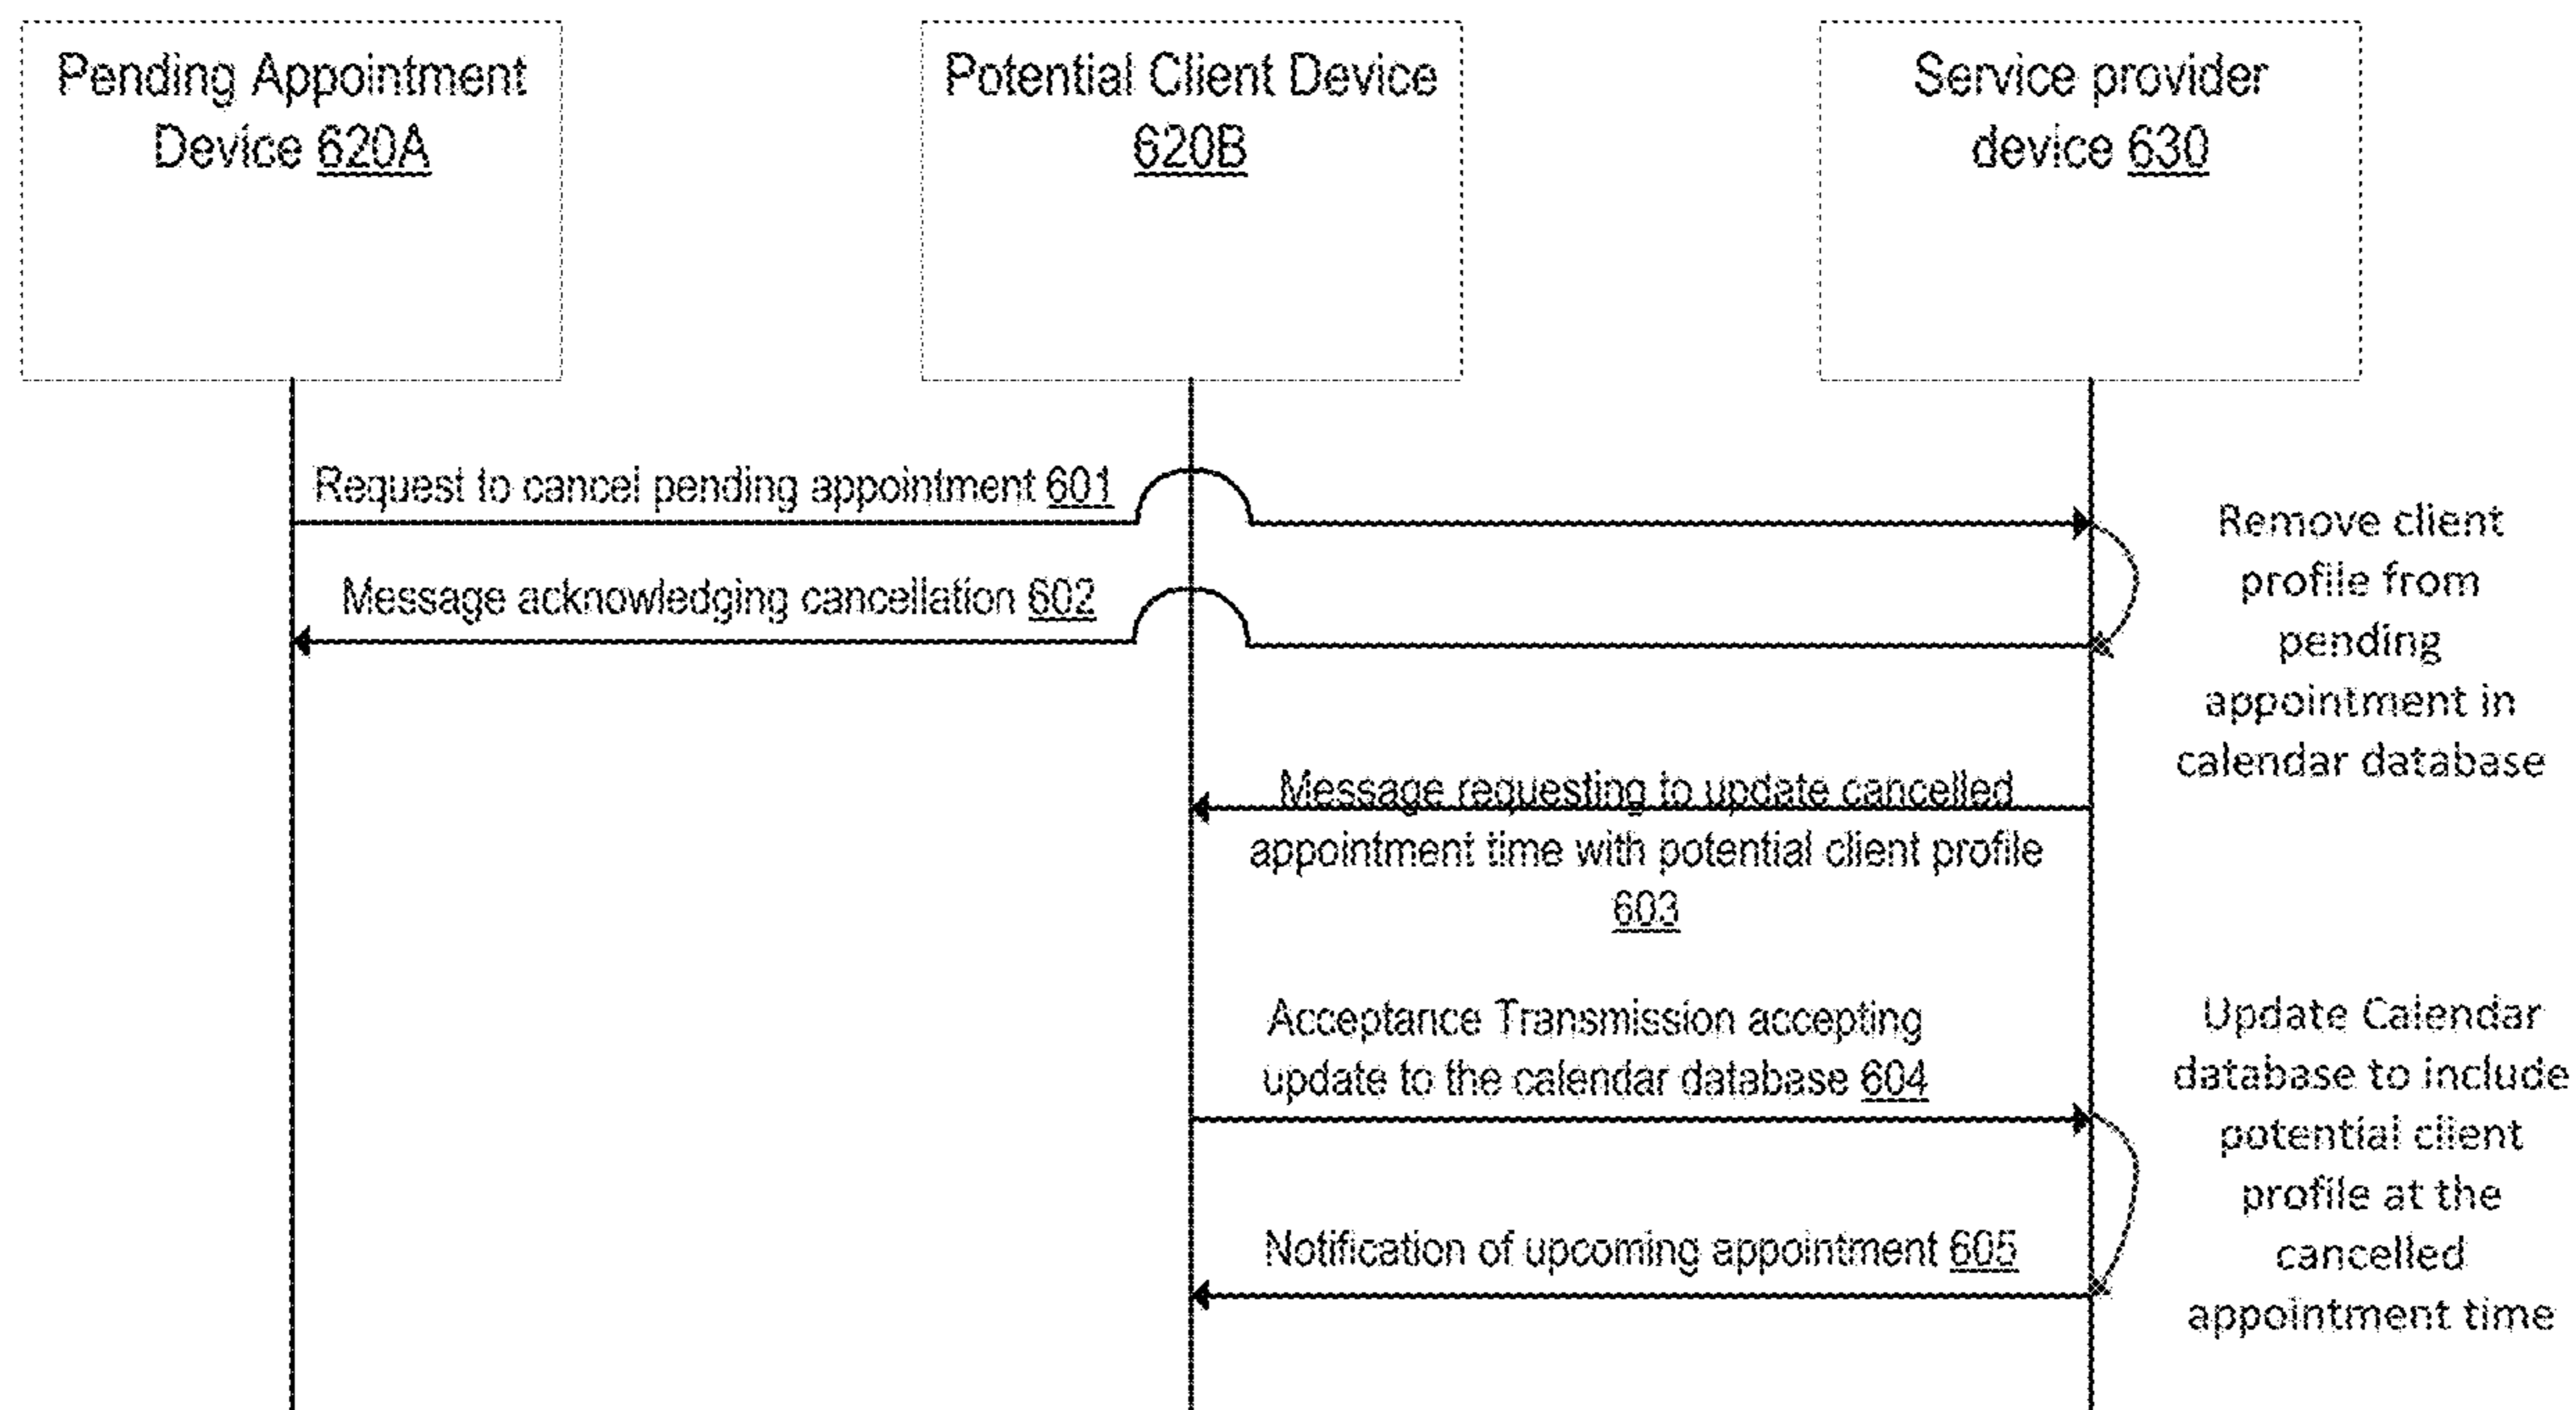 Pending Appointment
Device 620A
Potential Client Device
620B
Service provider
device 630
Request to cancel pending appointment 601
Message acknowledging cancellation 602
Remove client
profile from
pending
appointment in
calendar database
Message requesting to update cancelled
appointment time with potential client profile
603
Acceptance Transmission accepting
update to the calendar database 604
Update Calendar
database to include
potential client
profile at the
cancelled
appointment time
Notification of upcoming appointment 605